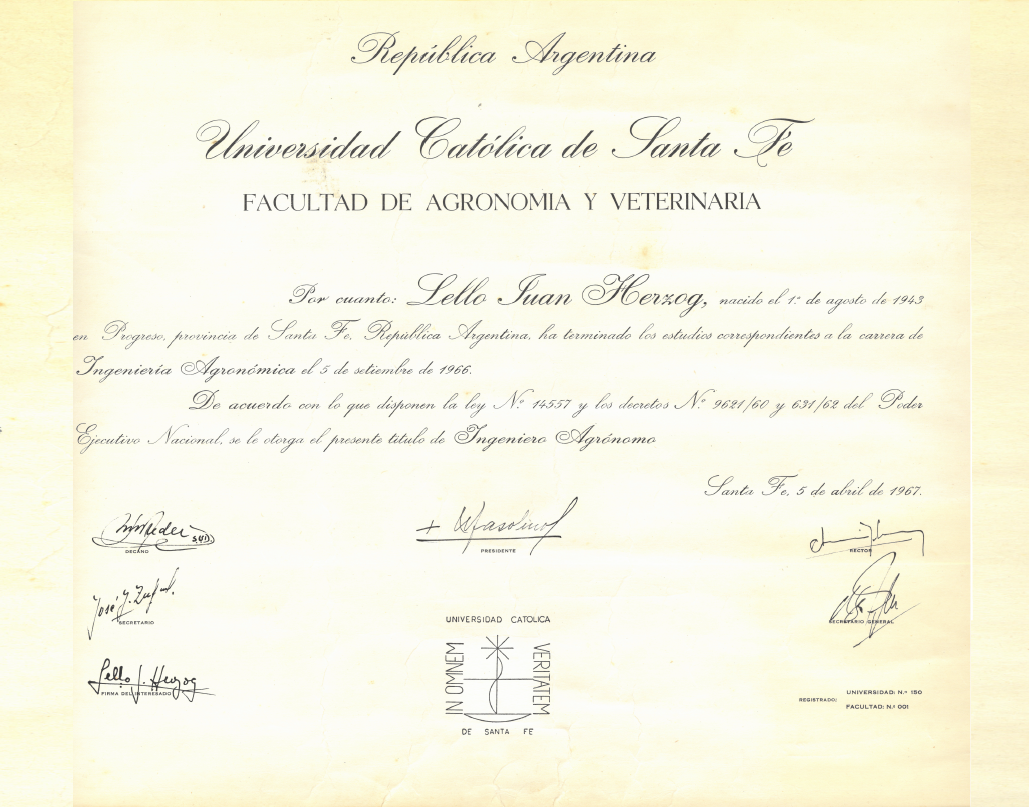 República Argentina
Universidad Católica de Santa Fe
FACULTAD DE AGRONOMIA Y VETERINARIA
Por cuanto: Lello Juan Herzog, nacido el 1.º de agosto de 1943
en Progreso, provincia de Santa Fe, República Argentina, ha terminado los estudios correspondientes a la carrera de
Ingeniería Agronómica el 5 de setiembre de 1966.
De acuerdo con lo que disponen la ley N.º 14557 y los decretos N.º 9621/60 y 631/62 del Poder
Ejecutivo Nacional, se le otorga el presente título de Ingeniero Agrónomo
Santa Fe, 5 de abril de 1967.
DECANO
PRESIDENTE
RECTOR
José J.
SECRETARIO
SECRETARIO GENERAL
Lello J. Herzog
FIRMA DEL INTERESADO
UNIVERSIDAD CATOLICA
IN OMNEM
VERITATEM
DE SANTA FE
REGISTRADO:
UNIVERSIDAD: N.º 150
FACULTAD: N.º 001